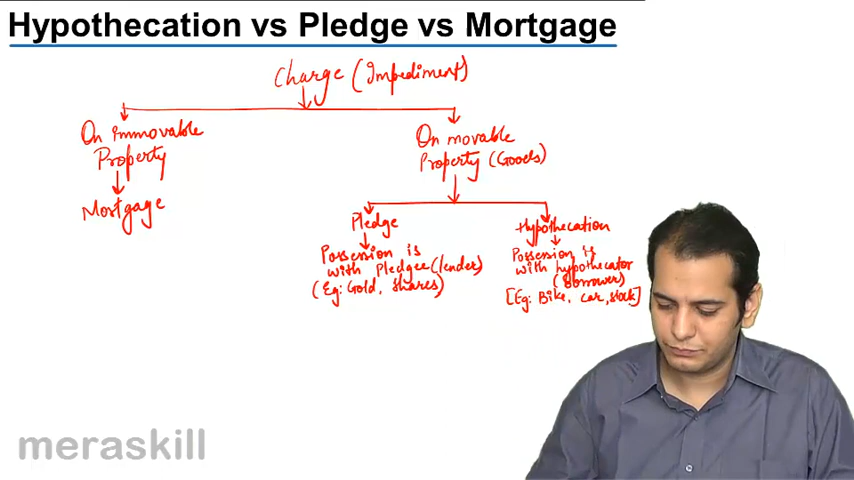 Hypothecation vs Pledge vs Mortgage
Charge (Impediment)
On immovable
Property
Mortgage
On movable
Property (Goods)
Pledge
Possession is
with Pledgee (lender)
(Eg: Gold, shares)
Hypothecation
Possession is
with hypothecator
(Borrower)
[Eg: Bike, car, stock]
meraskill